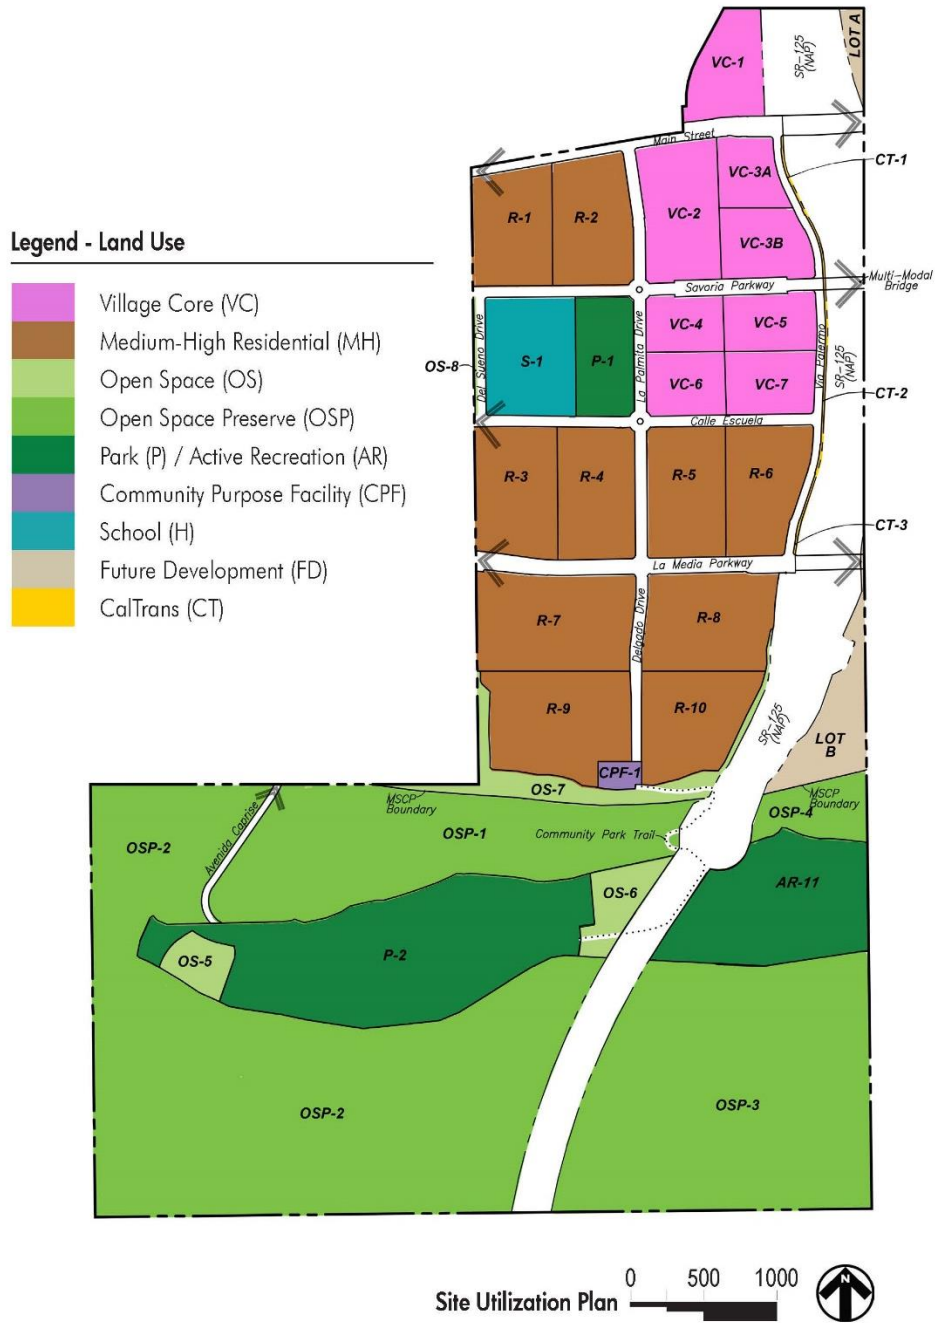 LOT A
SR-125
(NAP)
VC-1
Main Street
CT-1
VC-3A
R-1
R-2
VC-2
VC-3B
Legend - Land Use
Village Core (VC)
Medium-High Residential (MH)
Open Space (OS)
Open Space Preserve (OSP)
Park (P) / Active Recreation (AR)
Community Purpose Facility (CPF)
School (H)
Future Development (FD)
CalTrans (CT)
Multi-Modal
Bridge
Savoria Parkway
OS-8
Del Sueno Drive
S-1
P-1
La Palmita Drive
VC-4
VC-5
Via Palermo
SR-125
(NAP)
VC-6
VC-7
CT-2
Calle Escuela
R-3
R-4
R-5
R-6
CT-3
La Media Parkway
R-7
Delgado Drive
R-8
R-9
R-10
SR-125
(NAP)
LOT
B
CPF-1
OS-7
MSCP
Boundary
MSCP
Boundary
OSP-4
Avenida Caprise
OSP-2
OSP-1
Community Park Trail
AR-11
OS-6
OS-5
P-2
OSP-2
OSP-3
Site Utilization Plan
0 500 1000
N